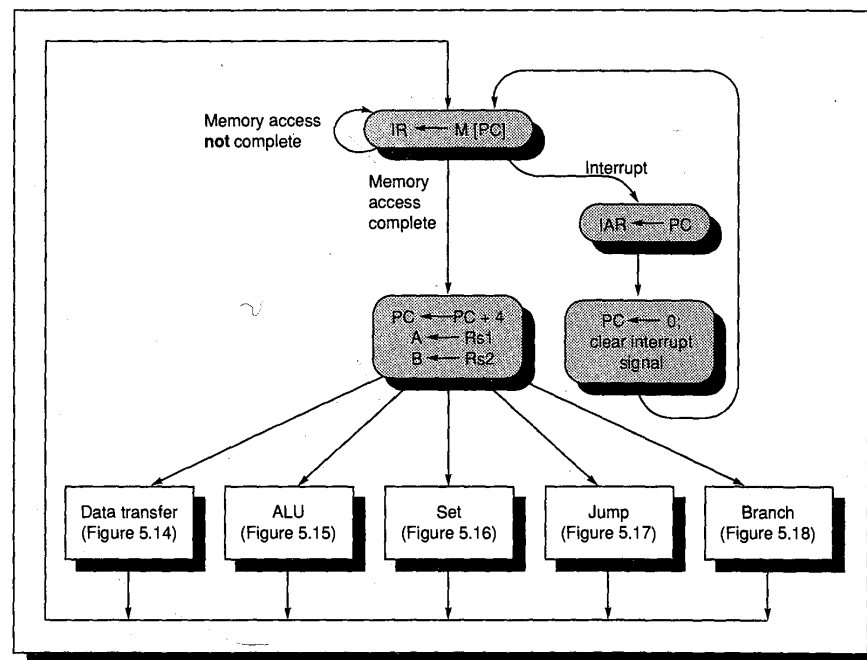 Memory access
not complete
IR ← M [PC]
Interrupt
Memory
access
complete
IAR ← PC
PC ← PC + 4
A ← Rs1
B ← Rs2
PC ← 0;
clear interrupt
signal
Data transfer
(Figure 5.14)
ALU
(Figure 5.15)
Set
(Figure 5.16)
Jump
(Figure 5.17)
Branch
(Figure 5.18)